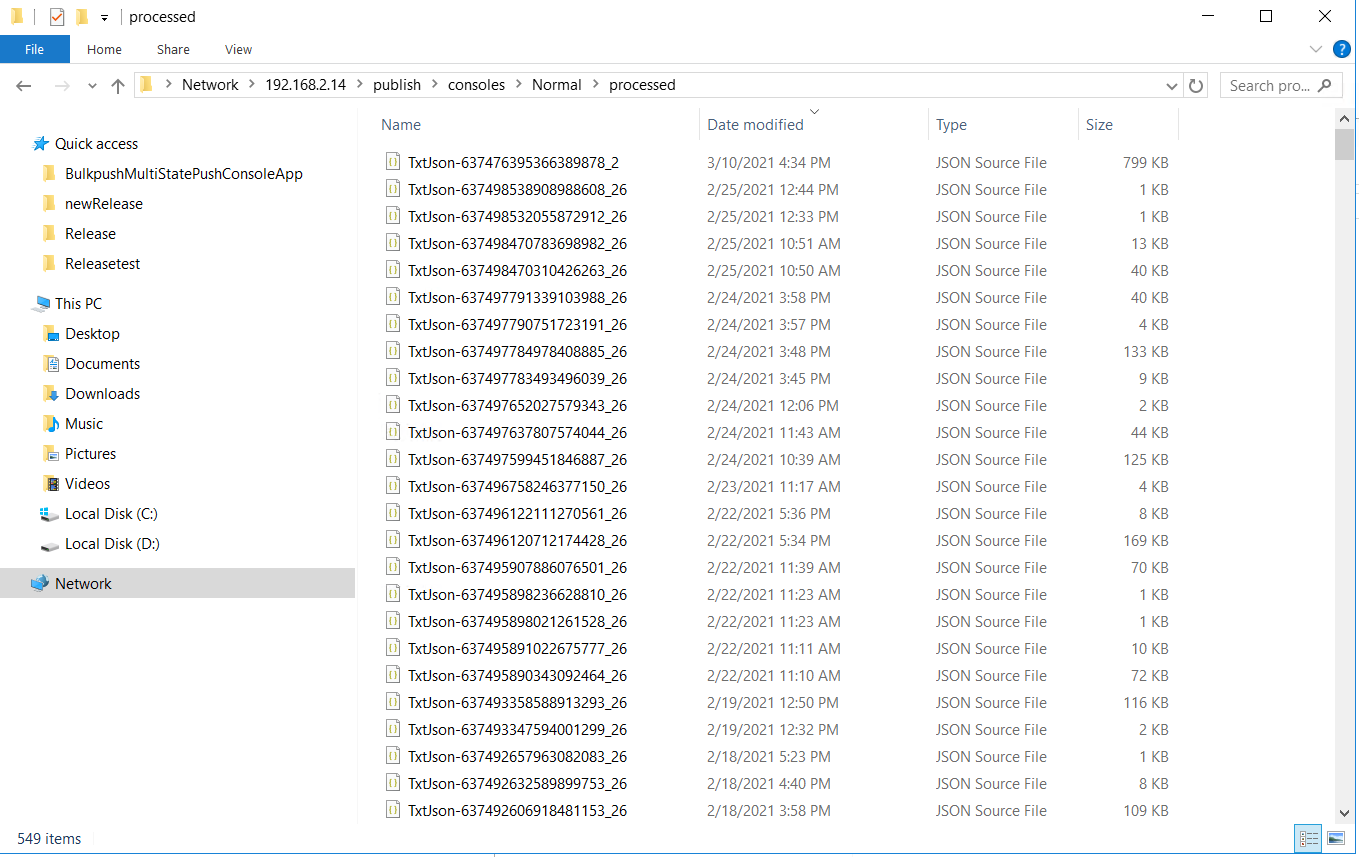 processed
File Home Share View
Network 192.168.2.14 publish consoles Normal processed Search pro...
Name Date modified Type Size
Quick access
BulkpushMultiStatePushConsoleApp
newRelease
Release
Releasetest
This PC
Desktop
Documents
Downloads
Music
Pictures
Videos
Local Disk (C:)
Local Disk (D:)
Network
TxtJson-637476395366389878_2 3/10/2021 4:34 PM JSON Source File 799 KB
TxtJson-637498538908988608_26 2/25/2021 12:44 PM JSON Source File 1 KB
TxtJson-637498532055872912_26 2/25/2021 12:33 PM JSON Source File 1 KB
TxtJson-637498470783698982_26 2/25/2021 10:51 AM JSON Source File 13 KB
TxtJson-637498470310426263_26 2/25/2021 10:50 AM JSON Source File 40 KB
TxtJson-637497791339103988_26 2/24/2021 3:58 PM JSON Source File 40 KB
TxtJson-637497790751723191_26 2/24/2021 3:57 PM JSON Source File 4 KB
TxtJson-637497784978408885_26 2/24/2021 3:48 PM JSON Source File 133 KB
TxtJson-637497783493496039_26 2/24/2021 3:45 PM JSON Source File 9 KB
TxtJson-637497652027579343_26 2/24/2021 12:06 PM JSON Source File 2 KB
TxtJson-637497637807574044_26 2/24/2021 11:43 AM JSON Source File 44 KB
TxtJson-637497599451846887_26 2/24/2021 10:39 AM JSON Source File 125 KB
TxtJson-637496758246377150_26 2/23/2021 11:17 AM JSON Source File 4 KB
TxtJson-637496122111270561_26 2/22/2021 5:36 PM JSON Source File 8 KB
TxtJson-637496120712174428_26 2/22/2021 5:34 PM JSON Source File 169 KB
TxtJson-637495907886076501_26 2/22/2021 11:39 AM JSON Source File 70 KB
TxtJson-637495898236628810_26 2/22/2021 11:23 AM JSON Source File 1 KB
TxtJson-637495898021261528_26 2/22/2021 11:23 AM JSON Source File 1 KB
TxtJson-637495891022675777_26 2/22/2021 11:11 AM JSON Source File 10 KB
TxtJson-637495890343092464_26 2/22/2021 11:10 AM JSON Source File 72 KB
TxtJson-637493358588913293_26 2/19/2021 12:50 PM JSON Source File 116 KB
TxtJson-637493347594001299_26 2/19/2021 12:32 PM JSON Source File 2 KB
TxtJson-637492657963082083_26 2/18/2021 5:23 PM JSON Source File 1 KB
TxtJson-637492632589899753_26 2/18/2021 4:40 PM JSON Source File 8 KB
TxtJson-637492606918481153_26 2/18/2021 3:58 PM JSON Source File 109 KB
549 items